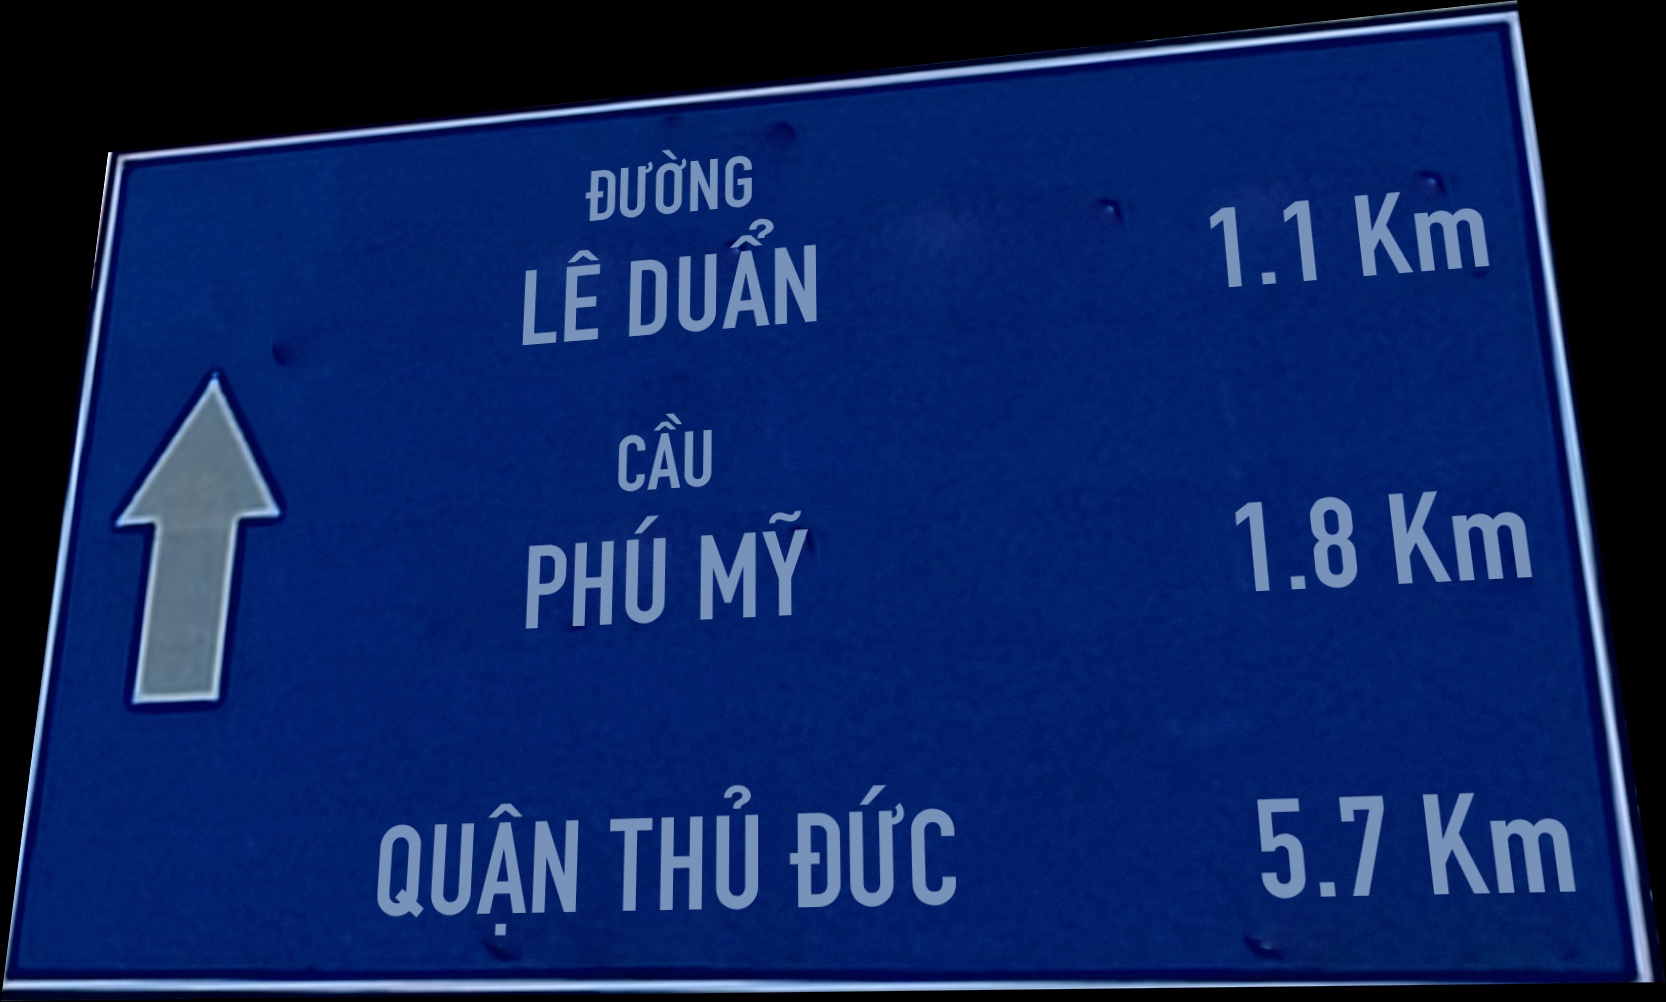 ĐƯỜNG
LÊ DUẨN 1.1 Km
CẦU
PHÚ MỸ 1.8 Km
QUẬN THỦ ĐỨC 5.7 Km